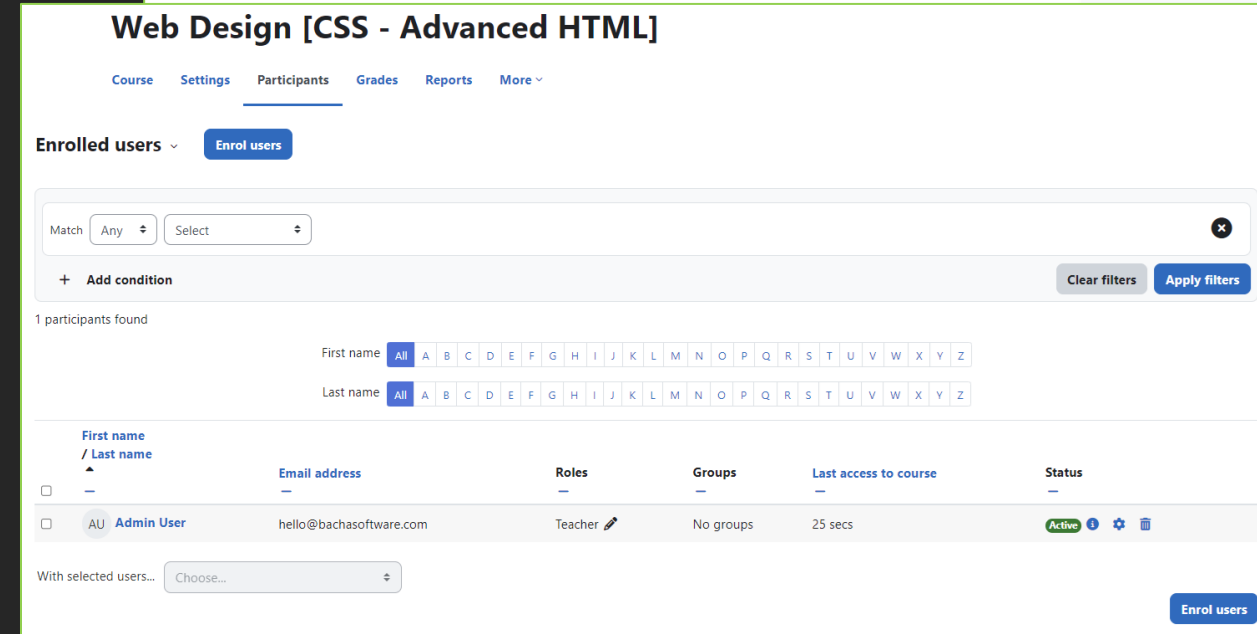 Web Design [CSS - Advanced HTML]
Course Settings Participants Grades Reports More
Enrolled users Enrol users
Match Any Select
+ Add condition Clear filters Apply filters
1 participants found
First name All A B C D E F G H I J K L M N O P Q R S T U V W X Y Z
Last name All A B C D E F G H I J K L M N O P Q R S T U V W X Y Z
First name
/ Last name
Email address Roles Groups Last access to course Status
AU Admin User hello@bachasoftware.com Teacher No groups 25 secs Active
With selected users... Choose...
Enrol users